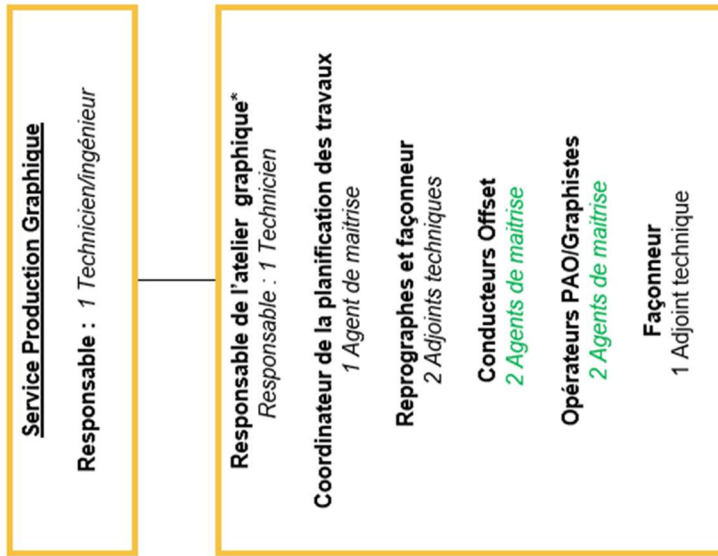 Service Production Graphique
Responsable : 1 Technicien/ingénieur
Responsable de l'atelier graphique*
Responsable : 1 Technicien
Coordinateur de la planification des travaux
1 Agent de maitrise
Reprographes et façonneur
2 Adjoints techniques
Conducteurs Offset
2 Agents de maitrise
Opérateurs PAO/Graphistes
2 Agents de maitrise
Façonneur
1 Adjoint technique